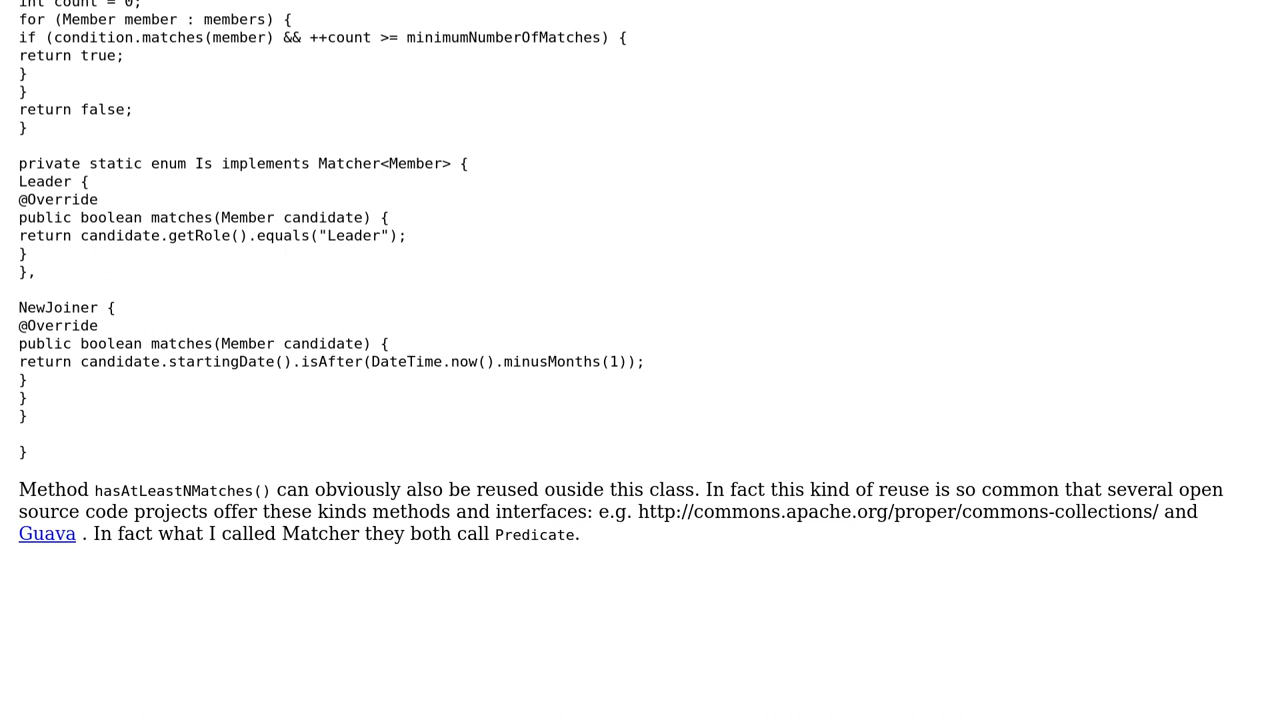 int count = 0;
for (Member member : members) {
if (condition.matches(member) && ++count >= minimumNumberOfMatches) {
return true;
}
}
return false;
}
private static enum Is implements Matcher<Member> {
Leader {
@Override
public boolean matches(Member candidate) {
return candidate.getRole().equals("Leader");
}
},
NewJoiner {
@Override
public boolean matches(Member candidate) {
return candidate.startingDate().isAfter(DateTime.now().minusMonths(1));
}
}
}
}
Method hasAtLeastNMatches() can obviously also be reused ouside this class. In fact this kind of reuse is so common that several open
source code projects offer these kinds methods and interfaces: e.g. http://commons.apache.org/proper/commons-collections/ and
Guava . In fact what I called Matcher they both call Predicate.